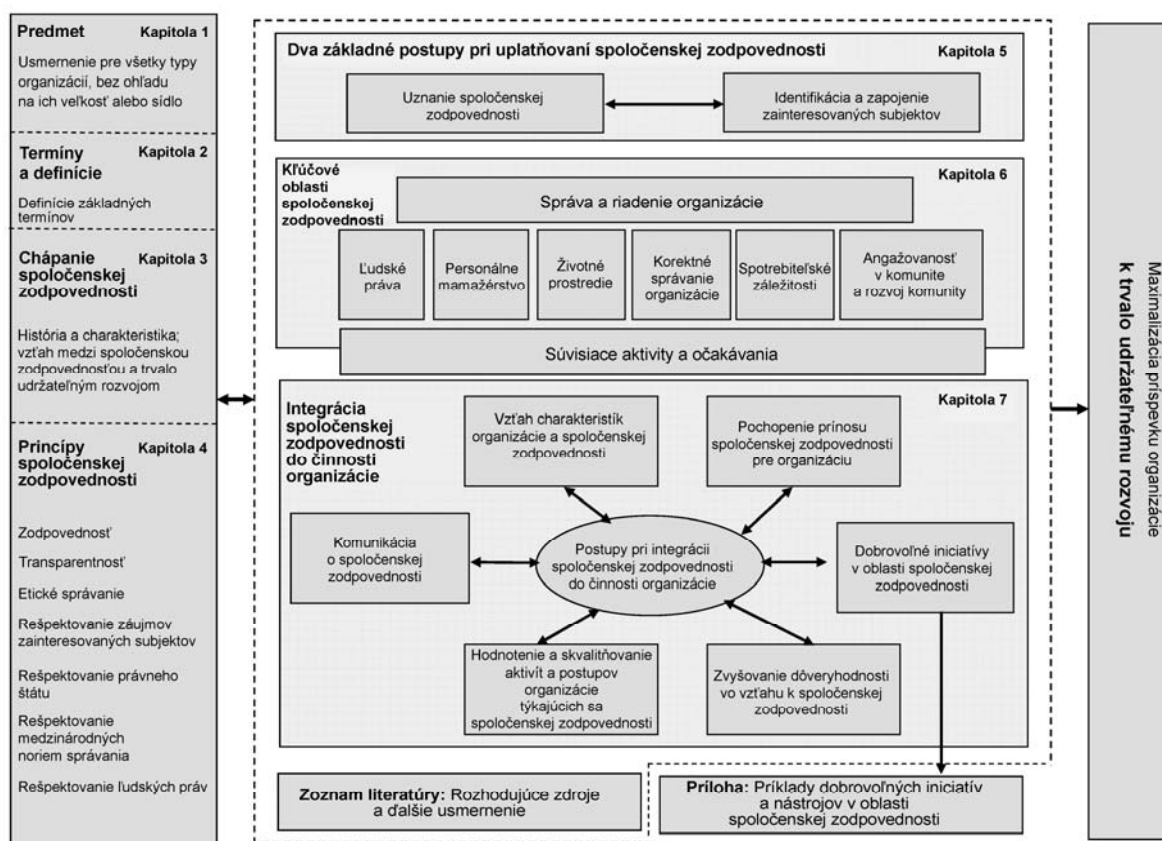 Predmet Kapitola 1
Usmernenie pre všetky typy
organizácií, bez ohľadu
na ich veľkosť alebo sídlo
Termíny Kapitola 2
a definície
Definície základných
termínov
Chápanie Kapitola 3
spoločenskej
zodpovednosti
História a charakteristika;
vzťah medzi spoločenskou
zodpovednosťou a trvalo
udržateľným rozvojom
Princípy
spoločenskej Kapitola 4
zodpovednosti
Zodpovednosť
Transparentnosť
Etické správanie
Rešpektovanie záujmov
zainteresovaných subjektov
Rešpektovanie právneho
štátu
Rešpektovanie
medzinárodných
noriem správania
Rešpektovanie ľudských práv
Dva základné postupy pri uplatňovaní spoločenskej zodpovednosti Kapitola 5
Uznanie spoločenskej
zodpovednosti
Identifikácia a zapojenie
zainteresovaných subjektov
Kľúčové
oblasti
spoločenskej
zodpovednosti
Kapitola 6
Správa a riadenie organizácie
Ľudské
práva
Personálne
mamažérstvo
Životné
prostredie
Korektné
správanie
organizácie
Spotrebiteľské
záležitosti
Angažovanosť
v komunite
a rozvoj komunity
Súvisiace aktivity a očakávania
Kapitola 7
Integrácia
spoločenskej
zodpovednosti
do činnosti
organizácie
Vzťah charakteristík
organizácie a spoločenskej
zodpovednosti
Pochopenie prínosu
spoločenskej zodpovednosti
pre organizáciu
Komunikácia
o spoločenskej
zodpovednosti
Postupy pri integrácii
spoločenskej zodpovednosti
do činnosti organizácie
Dobrovoľné iniciatívy
v oblasti spoločenskej
zodpovednosti
Hodnotenie a skvalitňovanie
aktivít a postupov
organizácie
týkajúcich sa
spoločenskej zodpovednosti
Zvyšovanie dôveryhodnosti
vo vzťahu k spoločenskej
zodpovednosti
Zoznam literatúry: Rozhodujúce zdroje
a ďalšie usmernenie
Príloha: Príklady dobrovoľných iniciatív
a nástrojov v oblasti
spoločenskej zodpovednosti
Maximalizácia príspevku organizácie
k trvalo udržateľnému rozvoju